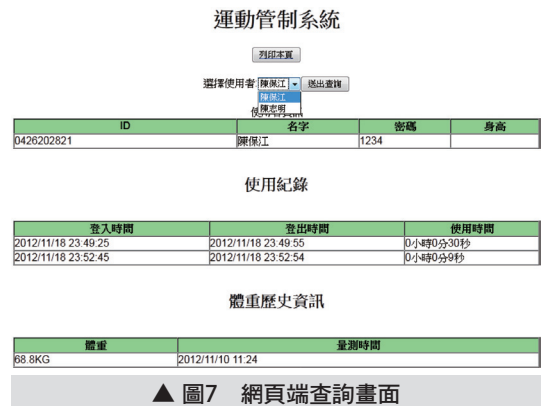 運動管制系統
列印本頁
選擇使用者 陳保江 送出查詢
陳保江
陳志明
使用者資訊
ID 名字 密碼 身高
0426202821 陳保江 1234
使用紀錄
登入時間 登出時間 使用時間
2012/11/18 23:49:25 2012/11/18 23:49:55 0小時0分30秒
2012/11/18 23:52:45 2012/11/18 23:52:54 0小時0分9秒
體重歷史資訊
體重 量測時間
68.8KG 2012/11/10 11:24
▲ 圖7 網頁端查詢畫面